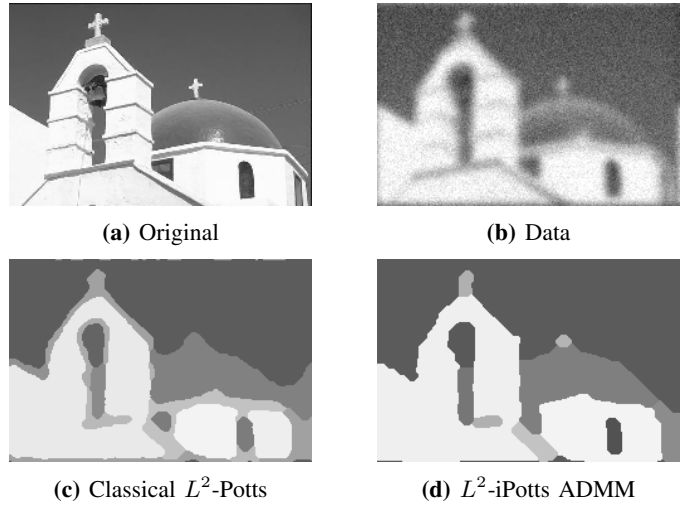 (a) Original
(b) Data
(c) Classical L²-Potts
(d) L²-iPotts ADMM